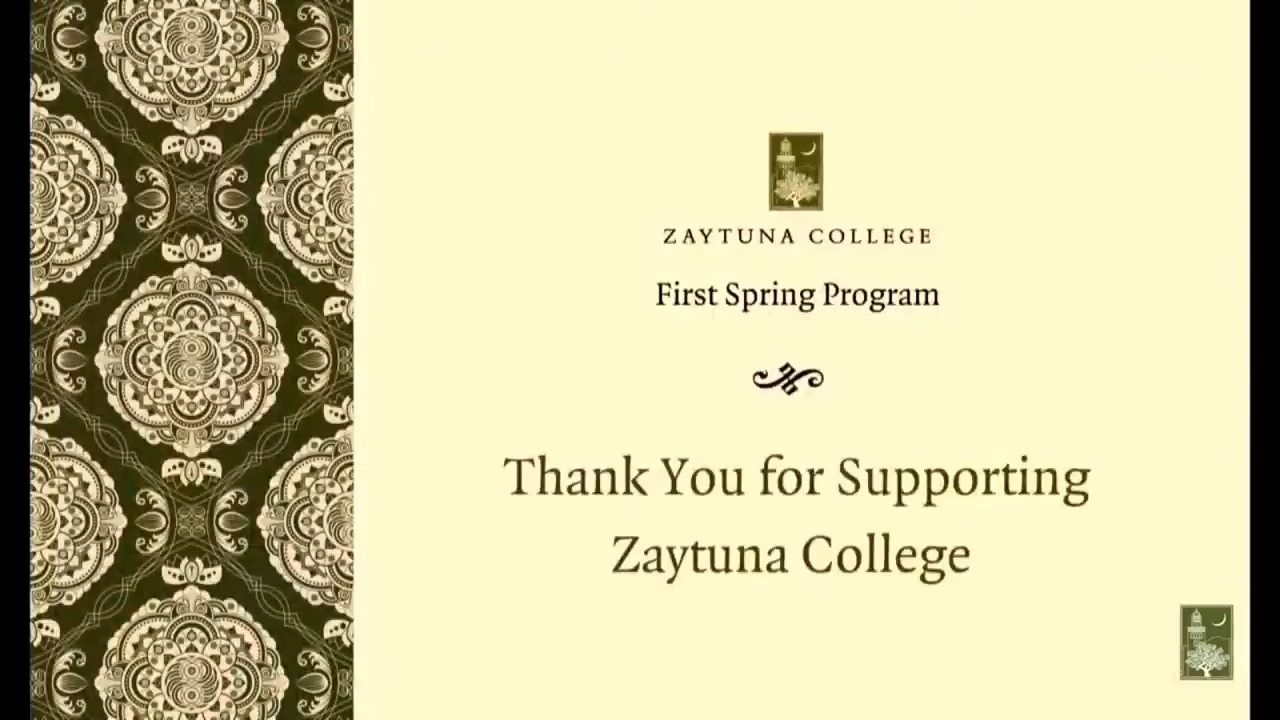 ZAYTUNA COLLEGE
First Spring Program
Thank You for Supporting
Zaytuna College